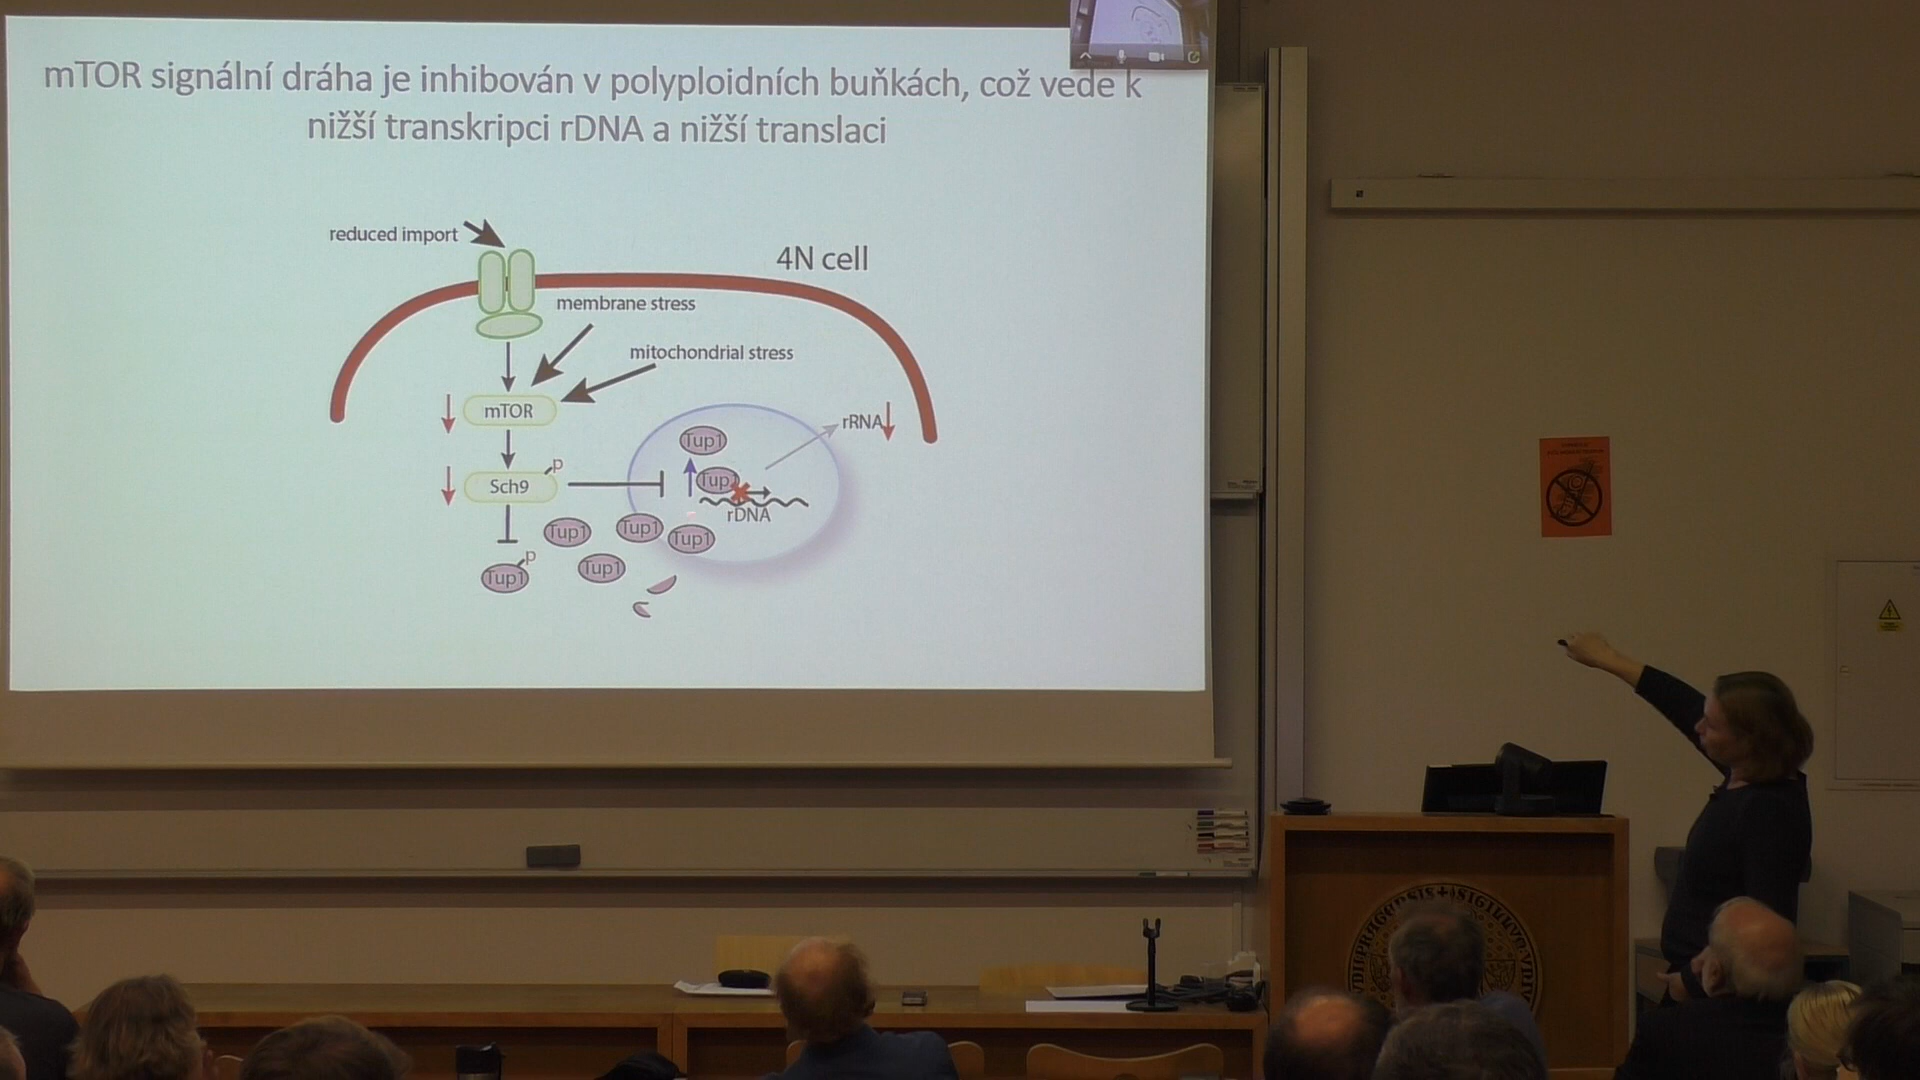 mTOR signální dráha je inhibován v polyploidních buňkách, což vede k
nižší transkripci rDNA a nižší translaci
reduced import
4N cell
membrane stress
mitochondrial stress
mTOR
rRNA
Tup1
p
Sch9
Tup1
rDNA
Tup1
Tup1
Tup1
p
Tup1
Tup1